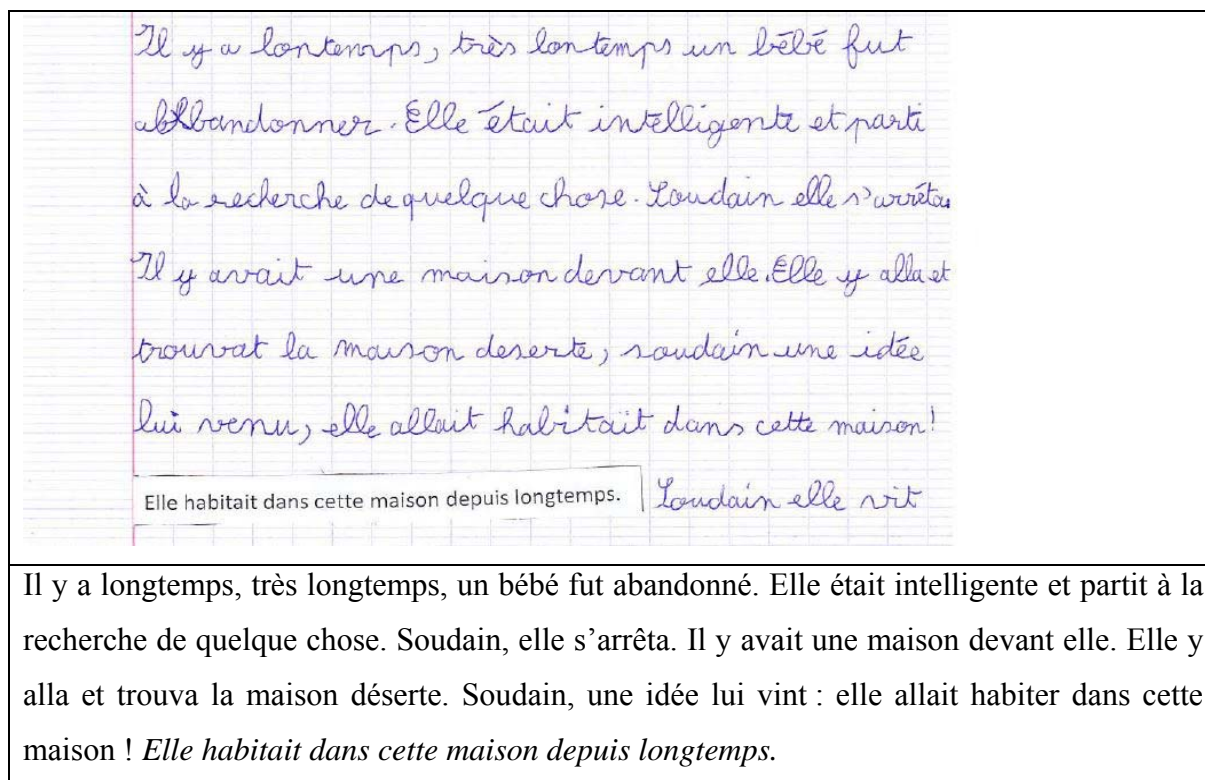 Il y a lontemps, très lontemps un bébé fut
abbandonner. Elle était intelligente et parti
à la recherche de quelque chose. Soudain elle s'arrêta
Il y avait une maison devant elle. Elle y alla et
trouvat la maison deserte, soudain une idée
lui venu, elle allait habitait dans cette maison!
Elle habitait dans cette maison depuis longtemps. Soudain elle vit
Il y a longtemps, très longtemps, un bébé fut abandonné. Elle était intelligente et partit à la
recherche de quelque chose. Soudain, elle s’arrêta. Il y avait une maison devant elle. Elle y
alla et trouva la maison déserte. Soudain, une idée lui vint : elle allait habiter dans cette
maison ! Elle habitait dans cette maison depuis longtemps.